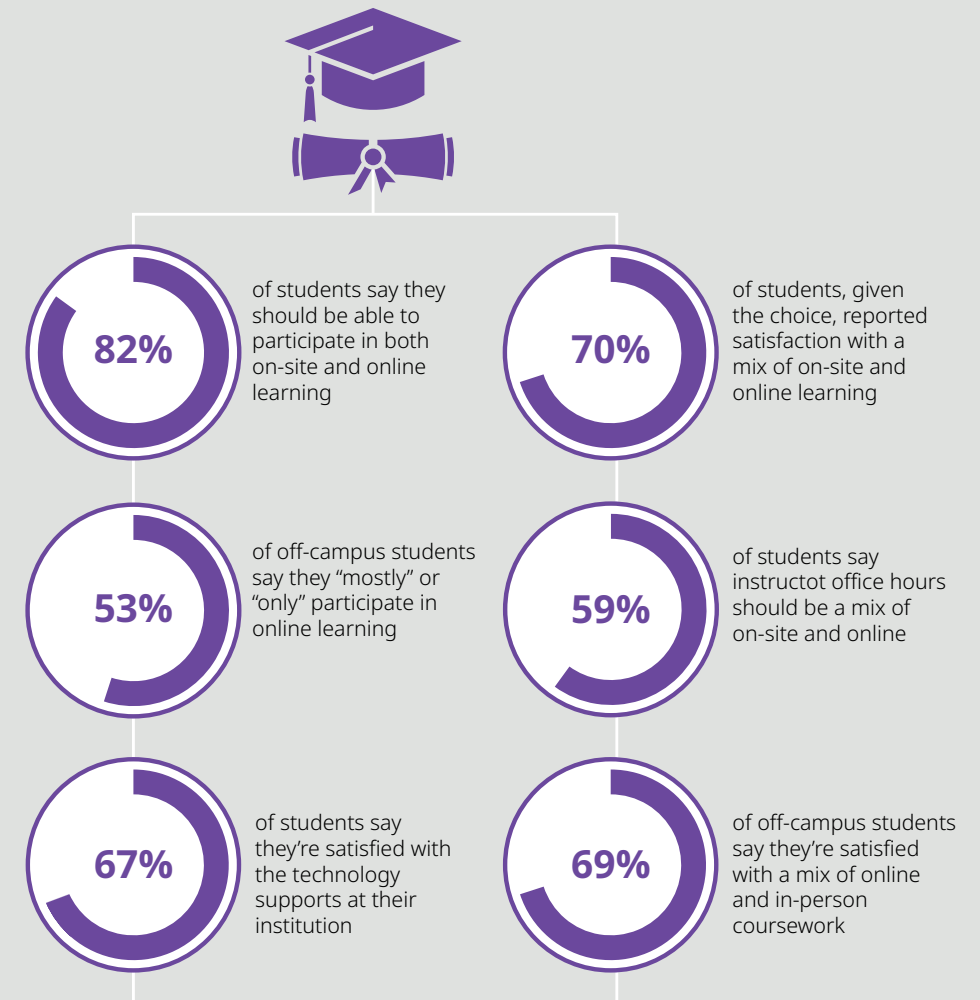 82%
of students say they
should be able to
participate in both
on-site and online
learning
70%
of students, given
the choice, reported
satisfaction with a
mix of on-site and
online learning
53%
of off-campus students
say they “mostly” or
“only” participate in
online learning
59%
of students say
instructot office hours
should be a mix of
on-site and online
67%
of students say
they’re satisfied with
the technology
supports at their
institution
69%
of off-campus students
say they’re satisfied
with a mix of online
and in-person
coursework